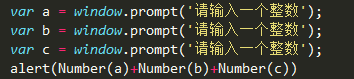 var a = window.prompt('请输入一个整数');
var b = window.prompt('请输入一个整数');
var c = window.prompt('请输入一个整数');
alert(Number(a)+Number(b)+Number(c))